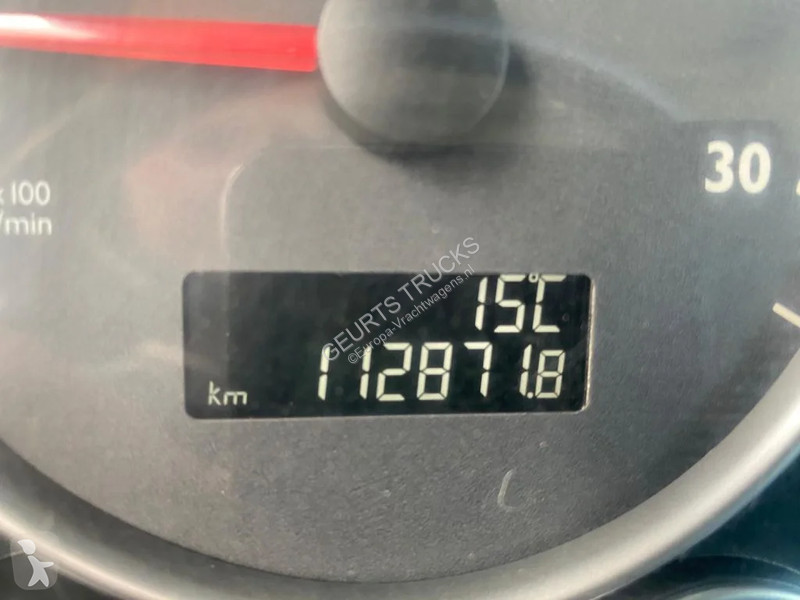 x 100
/min
30
15°C
km 112871.8
GEURTS TRUCKS
©Europa-Vrachtwagens.nl